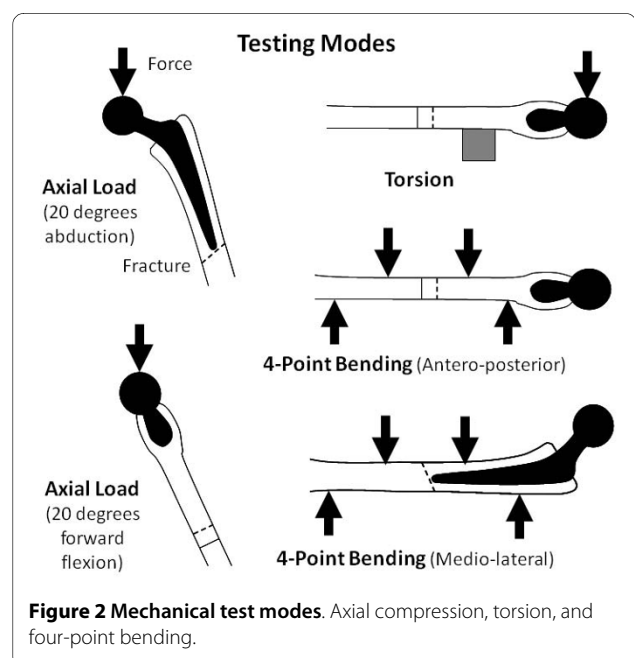 Testing Modes
Force
Axial Load
(20 degrees
abduction)
Fracture
Torsion
4-Point Bending (Antero-posterior)
Axial Load
(20 degrees
forward
flexion)
4-Point Bending (Medio-lateral)
Figure 2 Mechanical test modes. Axial compression, torsion, and
four-point bending.